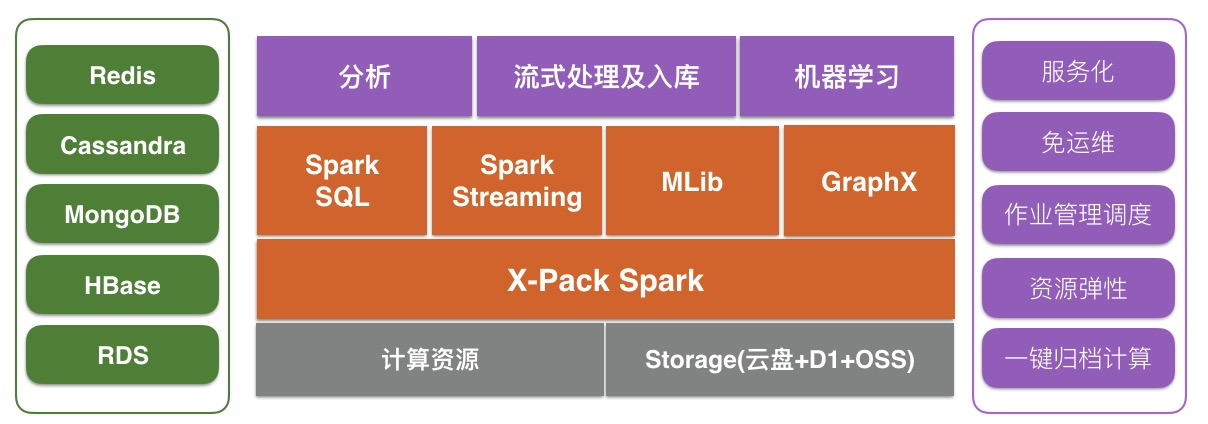 Redis
Cassandra
MongoDB
HBase
RDS
分析
流式处理及入库
机器学习
Spark
SQL
Spark
Streaming
MLib
GraphX
X-Pack Spark
计算资源
Storage(云盘+D1+OSS)
服务化
免运维
作业管理调度
资源弹性
一键归档计算